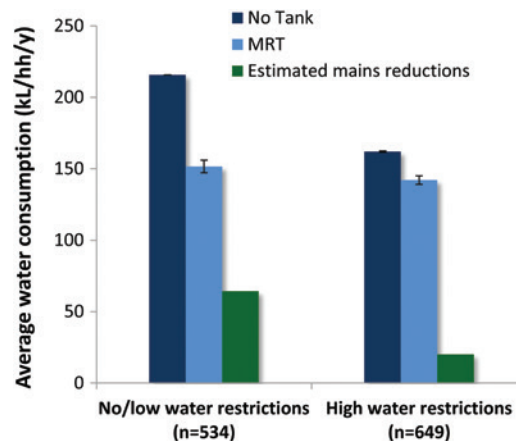 No Tank
MRT
Estimated mains reductions
Average water consumption (kL/hh/y)
250
200
150
100
50
0
No/low water restrictions
(n=534)
High water restrictions
(n=649)